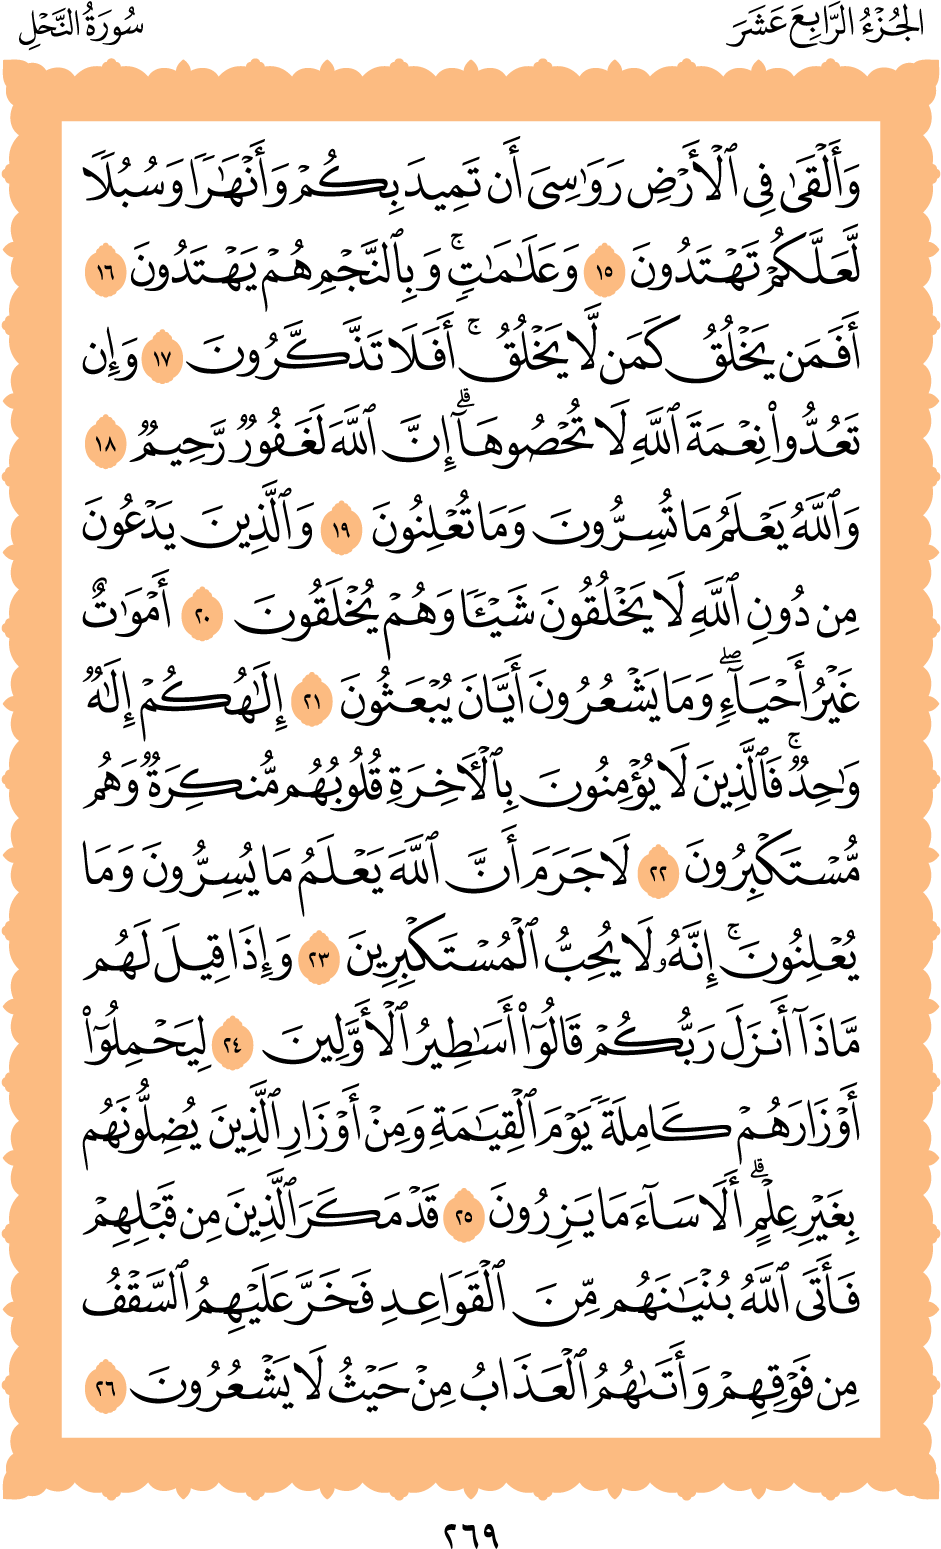 الجُزْءُ الرَّابِعَ عَشَرَ
سُورَةُ النَّحْلِ
وَأَلْقَىٰ فِي ٱلْأَرْضِ رَوَٰسِيَ أَن تَمِيدَ بِكُمْ وَأَنْهَٰرًا وَسُبُلًا
لَّعَلَّكُمْ تَهْتَدُونَ ١٥ وَعَلَٰمَٰتٍۚ وَبِٱلنَّجْمِ هُمْ يَهْتَدُونَ ١٦
أَفَمَن يَخْلُقُ كَمَن لَّا يَخْلُقُۚ أَفَلَا تَذَكَّرُونَ ١٧ وَإِن
تَعُدُّوا۟ نِعْمَةَ ٱللَّهِ لَا تُحْصُوهَآۗ إِنَّ ٱللَّهَ لَغَفُورٌ رَّحِيمٌ ١٨
وَٱللَّهُ يَعْلَمُ مَا تُسِرُّونَ وَمَا تُعْلِنُونَ ١٩ وَٱلَّذِينَ يَدْعُونَ
مِن دُونِ ٱللَّهِ لَا يَخْلُقُونَ شَيْـًٔا وَهُمْ يُخْلَقُونَ ٢٠ أَمْوَٰتٌ
غَيْرُ أَحْيَآءٍۖ وَمَا يَشْعُرُونَ أَيَّانَ يُبْعَثُونَ ٢١ إِلَٰهُكُمْ إِلَٰهٌ
وَٰحِدٌۚ فَٱلَّذِينَ لَا يُؤْمِنُونَ بِٱلْأَخِرَةِ قُلُوبُهُم مُّنكِرَةٌ وَهُم
مُّسْتَكْبِرُونَ ٢٢ لَا جَرَمَ أَنَّ ٱللَّهَ يَعْلَمُ مَا يُسِرُّونَ وَمَا
يُعْلِنُونَۚ إِنَّهُۥ لَا يُحِبُّ ٱلْمُسْتَكْبِرِينَ ٢٣ وَإِذَا قِيلَ لَهُم
مَّاذَآ أَنزَلَ رَبُّكُمْ قَالُوٓا۟ أَسَٰطِيرُ ٱلْأَوَّلِينَ ٢٤ لِيَحْمِلُوٓا۟
أَوْزَارَهُمْ كَامِلَةً يَوْمَ ٱلْقِيَٰمَةِ وَمِنْ أَوْزَارِ ٱلَّذِينَ يُضِلُّونَهُم
بِغَيْرِ عِلْمٍۗ أَلَا سَآءَ مَا يَزِرُونَ ٢٥ قَدْ مَكَرَ ٱلَّذِينَ مِن قَبْلِهِمْ
فَأَتَى ٱللَّهُ بُنْيَٰنَهُم مِّنَ ٱلْقَوَاعِدِ فَخَرَّ عَلَيْهِمُ ٱلسَّقْفُ
مِن فَوْقِهِمْ وَأَتَىٰهُمُ ٱلْعَذَابُ مِنْ حَيْثُ لَا يَشْعُرُونَ ٢٦
٢٦٩